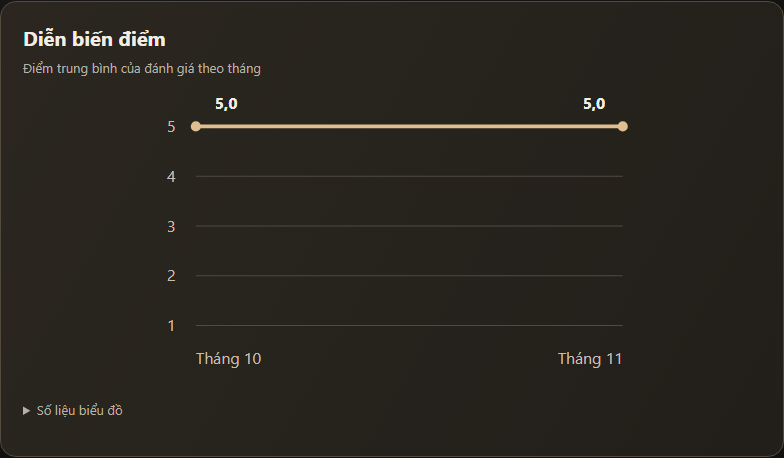 Diễn biến điểm
Điểm trung bình của đánh giá theo tháng
5,0 5,0
5
4
3
2
1
Tháng 10 Tháng 11
▶ Số liệu biểu đồ